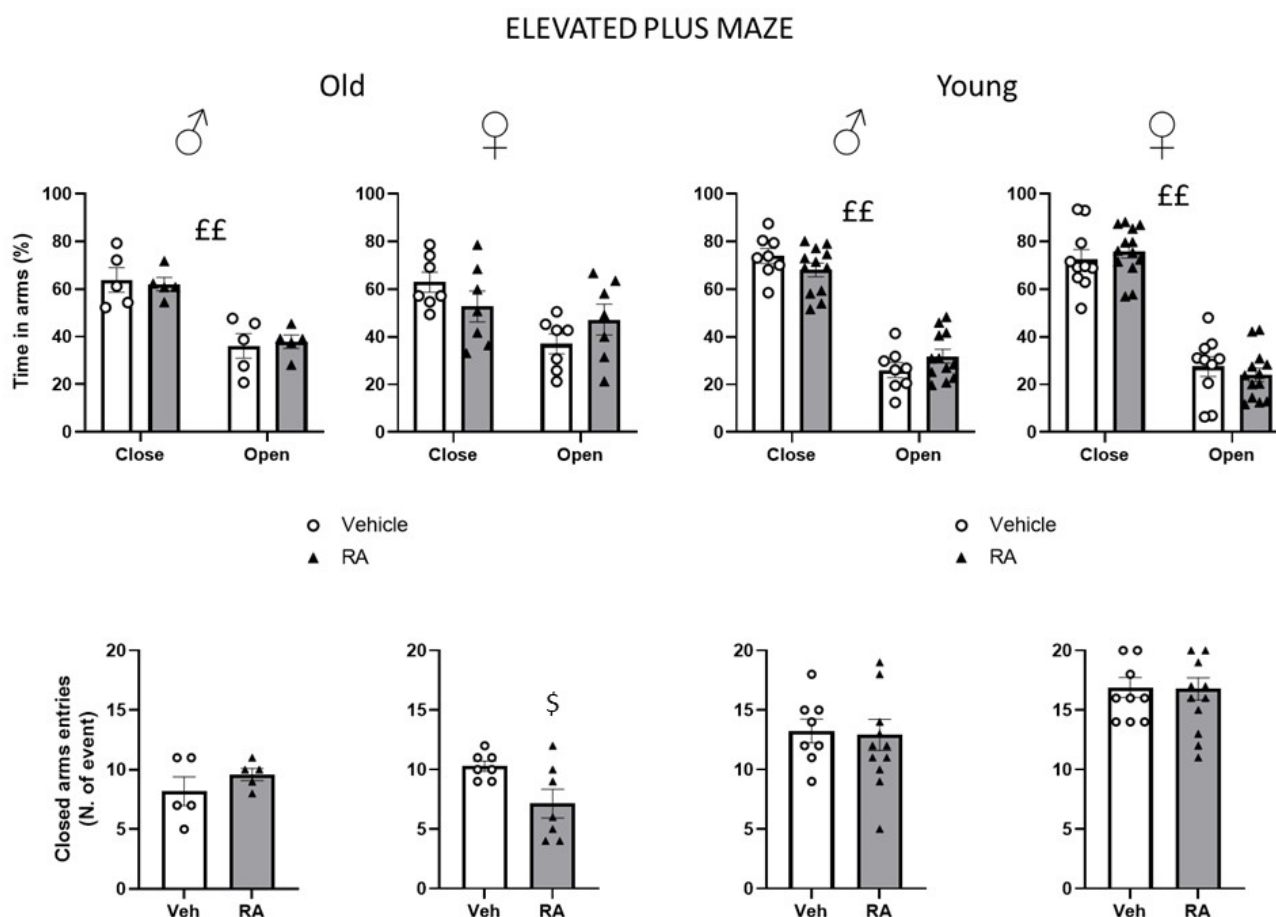 ELEVATED PLUS MAZE
Old
Young
♂
♀
♂
♀
Time in arms (%)
100
80
60
40
20
0
££
Close
Open
100
80
60
40
20
0
Close
Open
100
80
60
40
20
0
££
Close
Open
100
80
60
40
20
0
££
Close
Open
Vehicle
RA
Vehicle
RA
Closed arms entries
(N. of event)
20
15
10
5
0
Veh
RA
20
15
10
5
0
$
Veh
RA
20
15
10
5
0
Veh
RA
20
15
10
5
0
Veh
RA